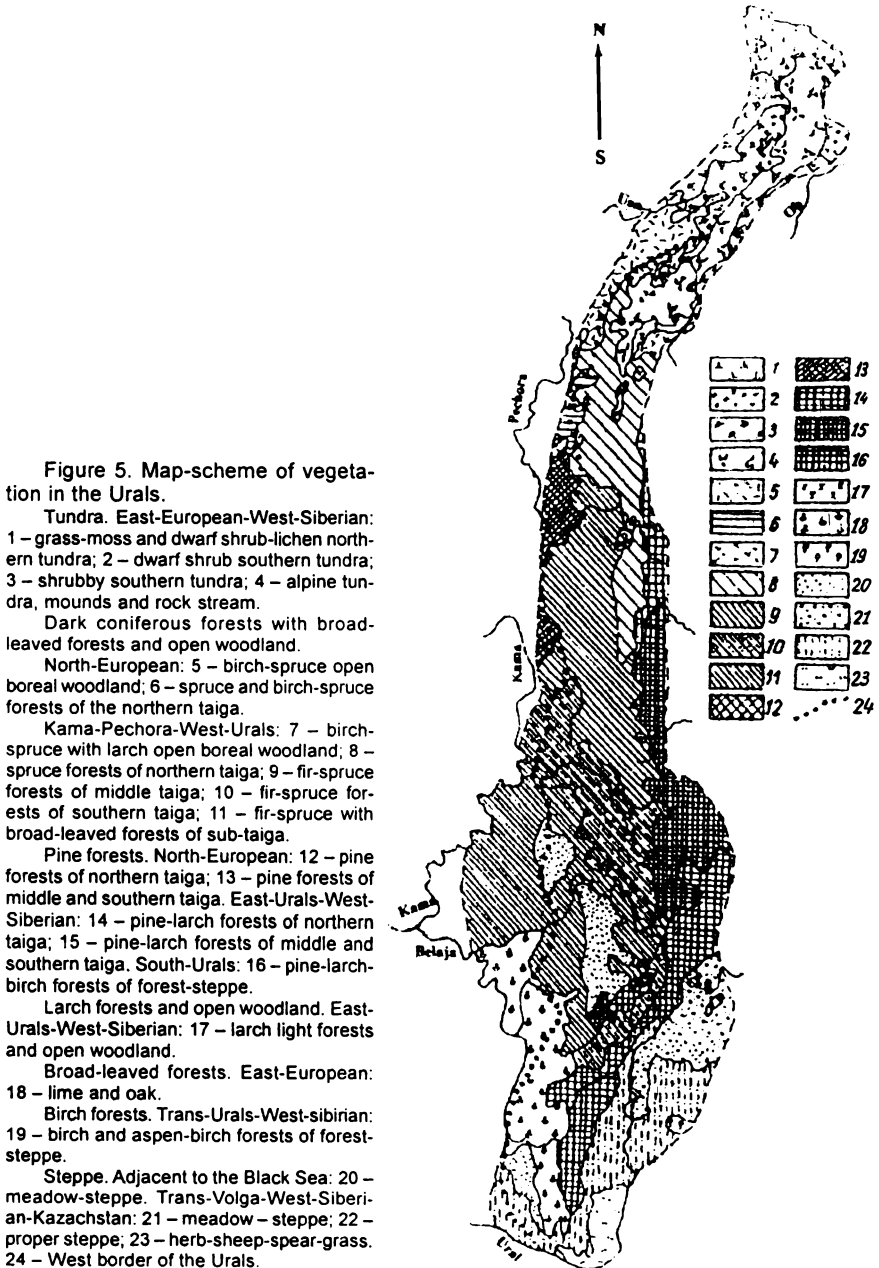 Figure 5. Map-scheme of vegeta-
tion in the Urals.
Tundra. East-European-West-Siberian:
1 – grass-moss and dwarf shrub-lichen north-
ern tundra; 2 – dwarf shrub southern tundra;
3 – shrubby southern tundra; 4 – alpine tun-
dra, mounds and rock stream.
Dark coniferous forests with broad-
leaved forests and open woodland.
North-European: 5 – birch-spruce open
boreal woodland; 6 – spruce and birch-spruce
forests of the northern taiga.
Kama-Pechora-West-Urals: 7 – birch-
spruce with larch open boreal woodland; 8 –
spruce forests of northern taiga; 9 – fir-spruce
forests of middle taiga; 10 – fir-spruce for-
ests of southern taiga; 11 – fir-spruce with
broad-leaved forests of sub-taiga.
Pine forests. North-European: 12 – pine
forests of northern taiga; 13 – pine forests of
middle and southern taiga. East-Urals-West-
Siberian: 14 – pine-larch forests of northern
taiga; 15 – pine-larch forests of middle and
southern taiga. South-Urals: 16 – pine-larch-
birch forests of forest-steppe.
Larch forests and open woodland. East-
Urals-West-Siberian: 17 – larch light forests
and open woodland.
Broad-leaved forests. East-European:
18 – lime and oak.
Birch forests. Trans-Urals-West-sibirian:
19 – birch and aspen-birch forests of forest-
steppe.
Steppe. Adjacent to the Black Sea: 20 –
meadow-steppe. Trans-Volga-West-Siberi-
an-Kazachstan: 21 – meadow – steppe; 22 –
proper steppe; 23 – herb-sheep-spear-grass.
24 – West border of the Urals.
N
S
Usa
Ob
Pechora
Kama
Kama
Belaja
Ural
1
2
3
4
5
6
7
8
9
10
11
12
13
14
15
16
17
18
19
20
21
22
23
24